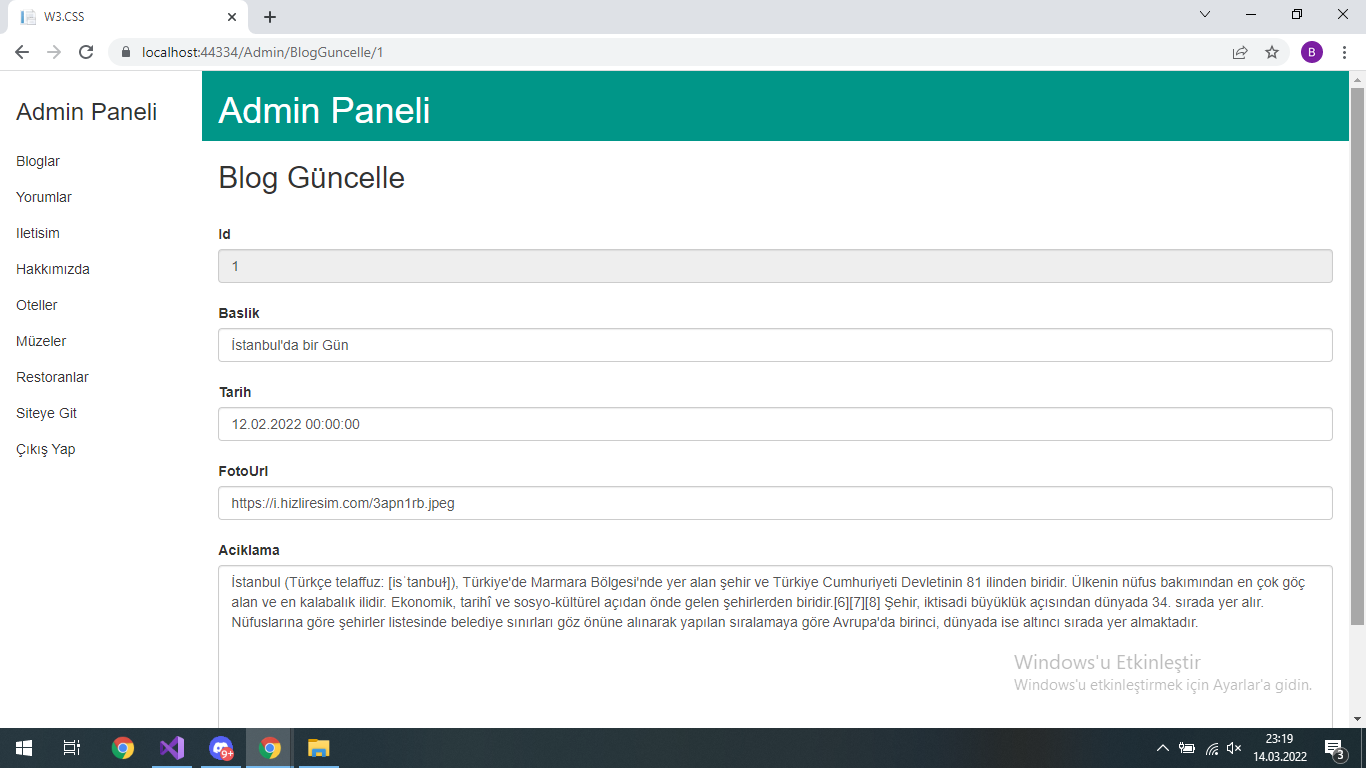 W3.CSS
localhost:44334/Admin/BlogGuncelle/1
B
Admin Paneli
Bloglar
Yorumlar
Iletisim
Hakkımızda
Oteller
Müzeler
Restoranlar
Siteye Git
Çıkış Yap
Admin Paneli
Blog Güncelle
Id
1
Baslik
İstanbul'da bir Gün
Tarih
12.02.2022 00:00:00
FotoUrl
https://i.hizliresim.com/3apn1rb.jpeg
Aciklama
İstanbul (Türkçe telaffuz: [isˈtanbuɫ]), Türkiye'de Marmara Bölgesi'nde yer alan şehir ve Türkiye Cumhuriyeti Devletinin 81 ilinden biridir. Ülkenin nüfus bakımından en çok göç
alan ve en kalabalık ilidir. Ekonomik, tarihî ve sosyo-kültürel açıdan önde gelen şehirlerden biridir.[6][7][8] Şehir, iktisadi büyüklük açısından dünyada 34. sırada yer alır.
Nüfuslarına göre şehirler listesinde belediye sınırları göz önüne alınarak yapılan sıralamaya göre Avrupa'da birinci, dünyada ise altıncı sırada yer almaktadır.
Windows'u Etkinleştir
Windows'u etkinleştirmek için Ayarlar'a gidin.
9+
23:19
14.03.2022
3